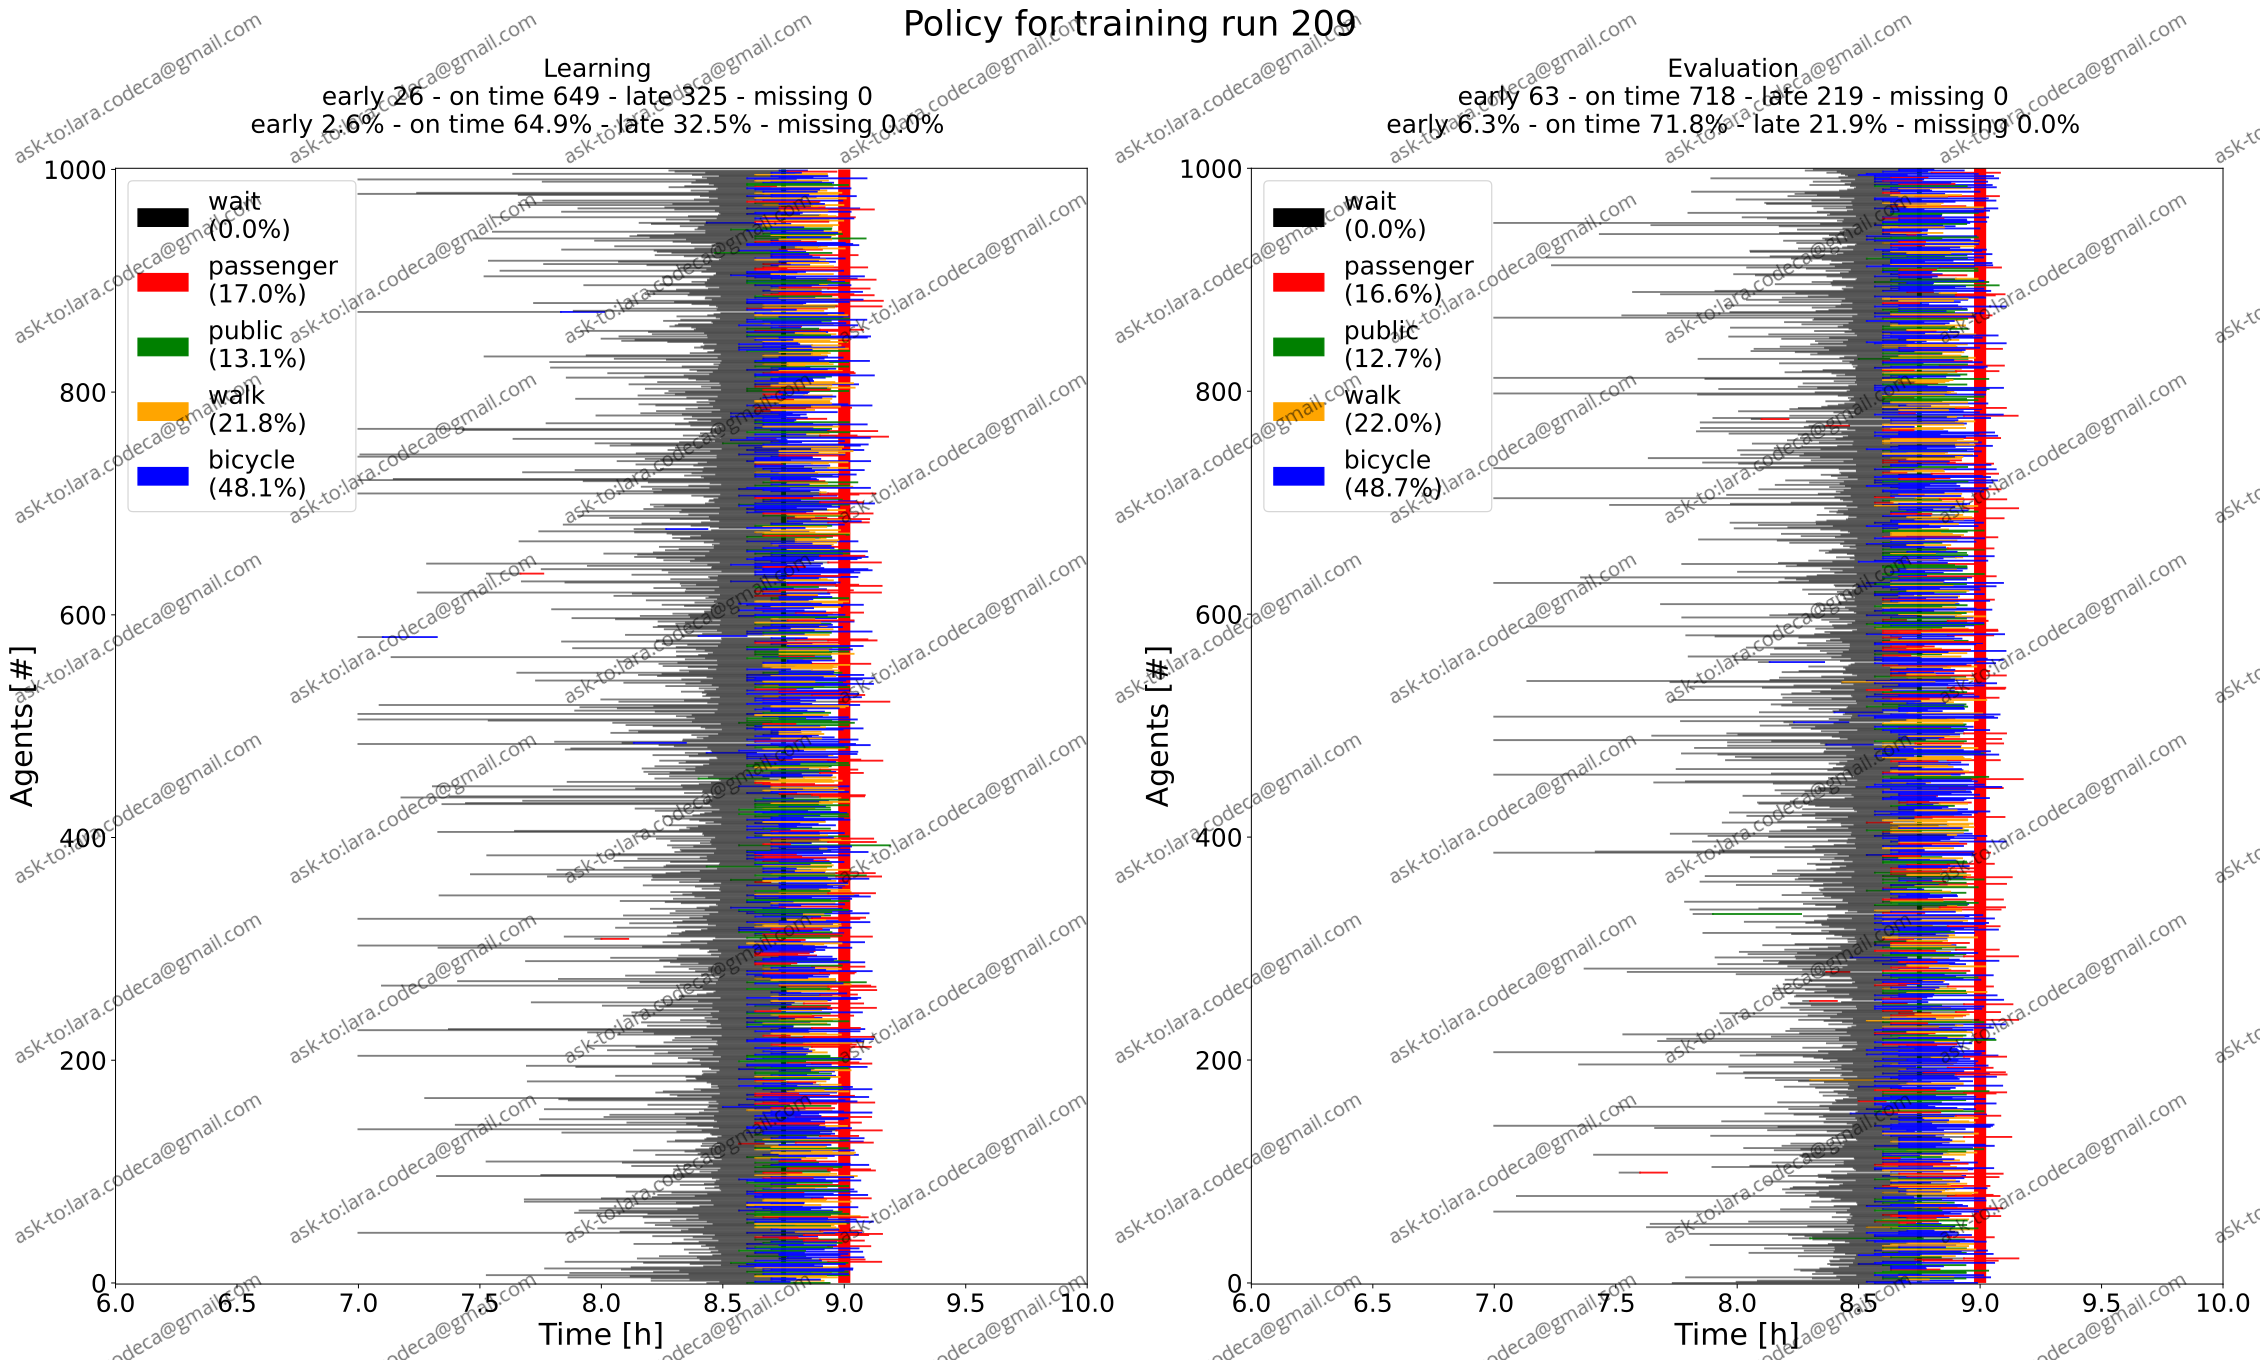 Policy for training run 209
Learning
early 26 - on time 649 - late 325 - missing 0
early 2.6% - on time 64.9% - late 32.5% - missing 0.0%
1000
800
600
400
200
0
Agents [#]
wait
(0.0%)
passenger
(17.0%)
public
(13.1%)
walk
(21.8%)
bicycle
(48.1%)
6.0 6.5 7.0 7.5 8.0 8.5 9.0 9.5 10.0
Time [h]
Evaluation
early 63 - on time 718 - late 219 - missing 0
early 6.3% - on time 71.8% - late 21.9% - missing 0.0%
1000
800
600
400
200
0
Agents [#]
wait
(0.0%)
passenger
(16.6%)
public
(12.7%)
walk
(22.0%)
bicycle
(48.7%)
6.0 6.5 7.0 7.5 8.0 8.5 9.0 9.5 10.0
Time [h]
ask-to:lara.codeca@gmail.com